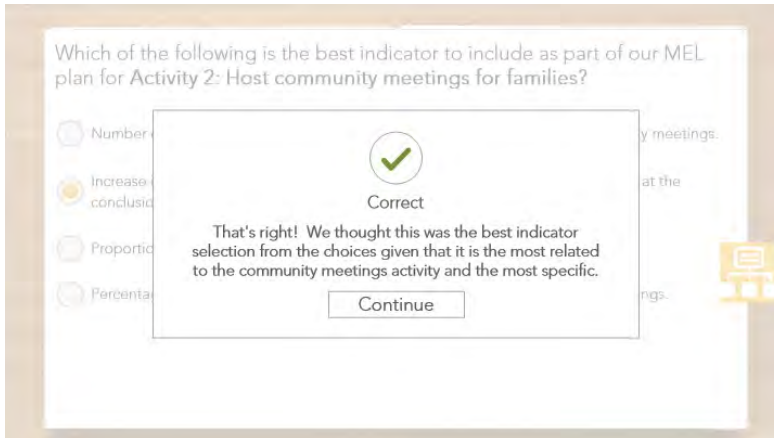 Which of the following is the best indicator to include as part of our MEL
plan for Activity 2: Host community meetings for families?
Number
y meetings.
Increase
at the
conclusio
Correct
That's right! We thought this was the best indicator
selection from the choices given that it is the most related
to the community meetings activity and the most specific.
Proportio
Percenta
ngs.
Continue